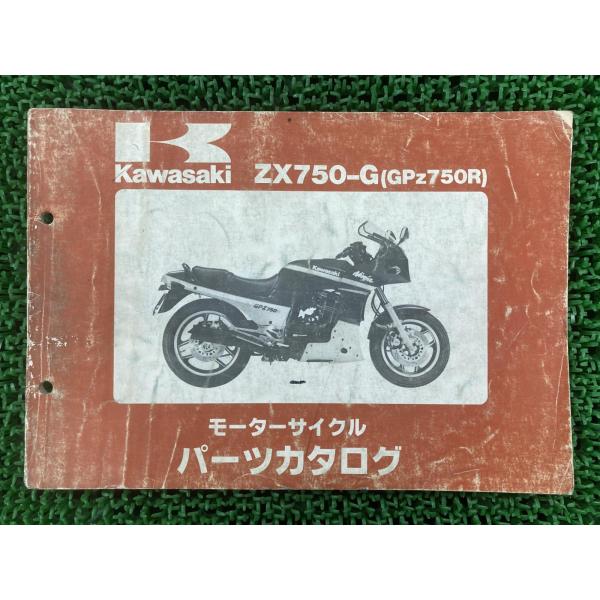 Kawasaki ZX750-G(GPz750R)
Kawasaki
Ninja
GPZ750
モーターサイクル
パーツカタログ